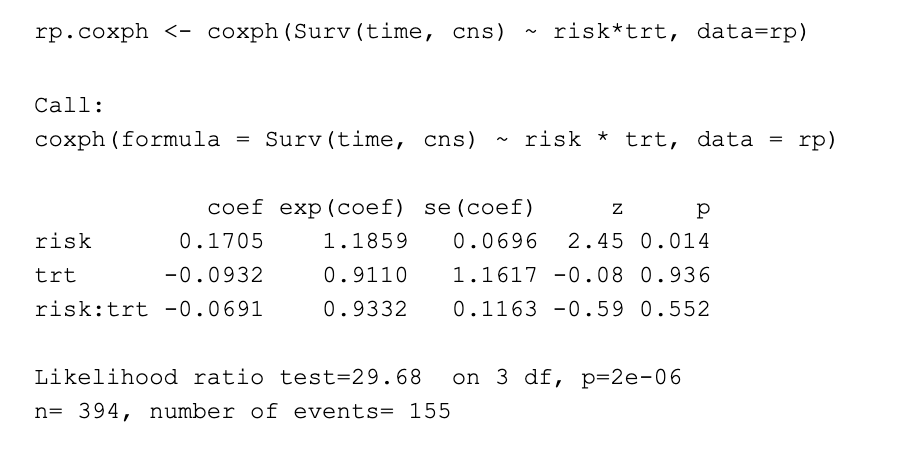 rp.coxph <- coxph(Surv(time, cns) ~ risk*trt, data=rp)
Call:
coxph(formula = Surv(time, cns) ~ risk * trt, data = rp)
coef exp(coef) se(coef) z p
risk 0.1705 1.1859 0.0696 2.45 0.014
trt -0.0932 0.9110 1.1617 -0.08 0.936
risk:trt -0.0691 0.9332 0.1163 -0.59 0.552
Likelihood ratio test=29.68 on 3 df, p=2e-06
n= 394, number of events= 155